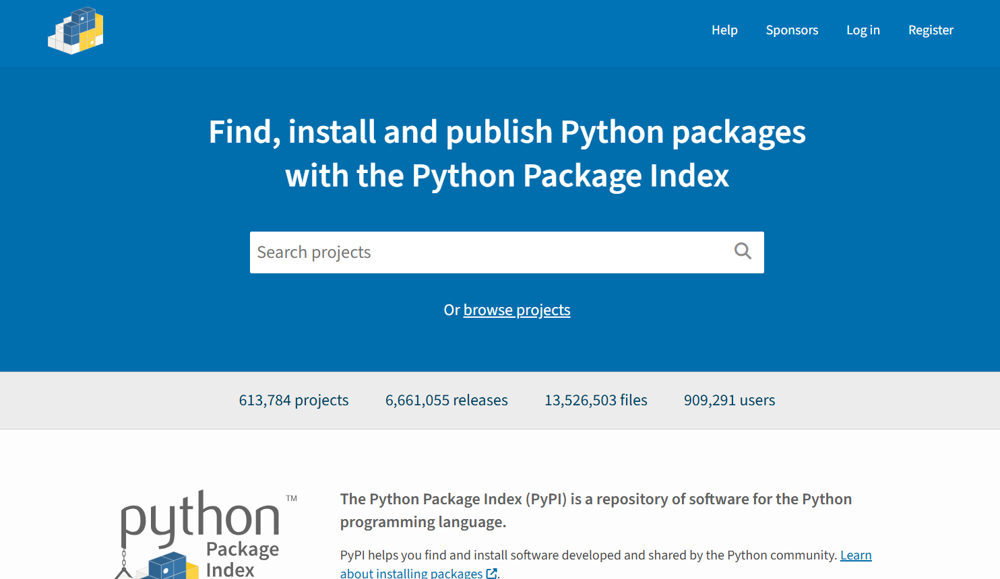 Help Sponsors Log in Register
Find, install and publish Python packages
with the Python Package Index
Search projects
Or browse projects
613,784 projects 6,661,055 releases 13,526,503 files 909,291 users
python TM
Package
Index
The Python Package Index (PyPI) is a repository of software for the Python
programming language.
PyPI helps you find and install software developed and shared by the Python community. Learn
about installing packages.